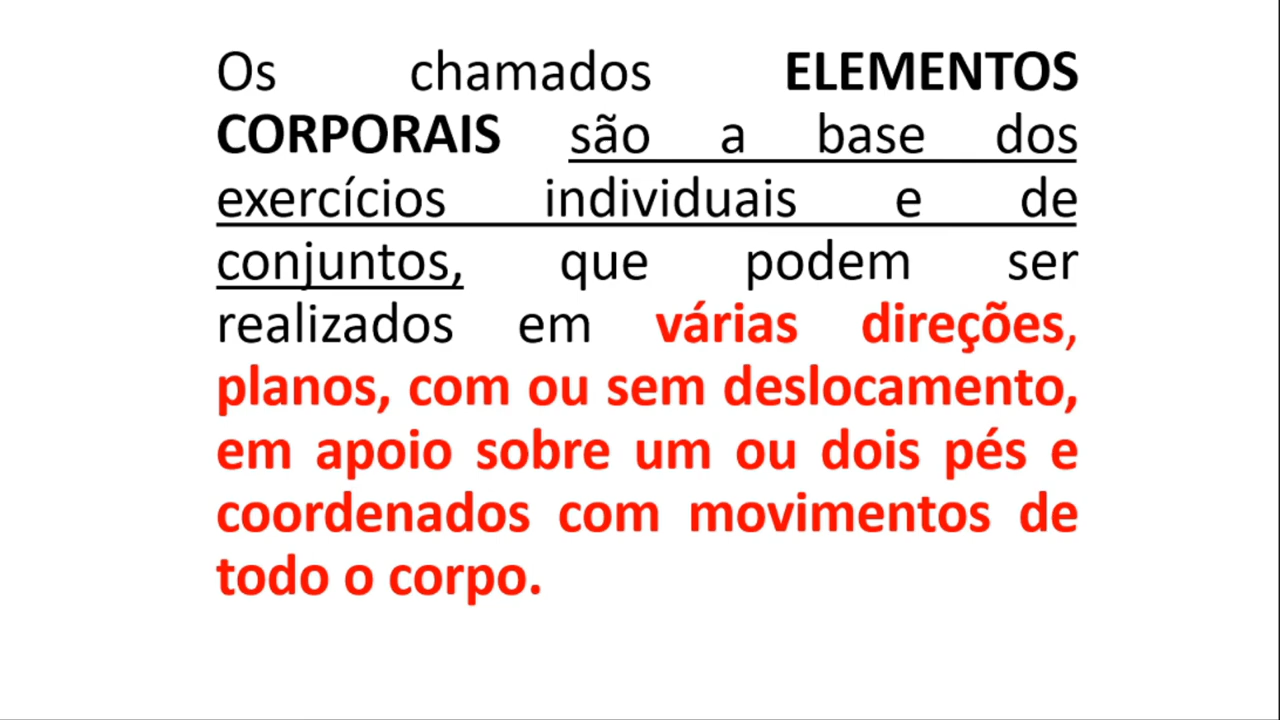 Os chamados ELEMENTOS
CORPORAIS são a base dos
exercícios individuais e de
conjuntos, que podem ser
realizados em várias direções,
planos, com ou sem deslocamento,
em apoio sobre um ou dois pés e
coordenados com movimentos de
todo o corpo.